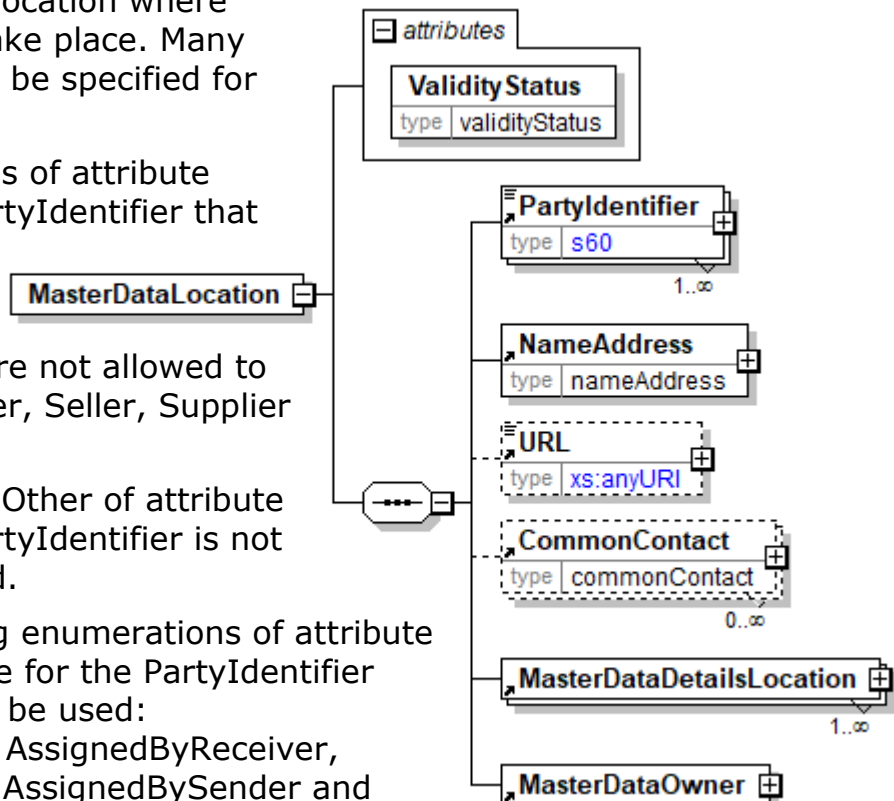 ocation where
ake place. Many
be specified for
s of attribute
rtyIdentifier that
re not allowed to
er, Seller, Supplier
Other of attribute
rtyIdentifier is not
d.
g enumerations of attribute
e for the PartyIdentifier
be used:
AssignedByReceiver,
AssignedBySender and
MasterDataLocation
attributes
ValidityStatus
type validityStatus
PartyIdentifier
type s60
1..∞
NameAddress
type nameAddress
URL
type xs:anyURI
CommonContact
type commonContact
0..∞
MasterDataDetailsLocation
1..∞
MasterDataOwner